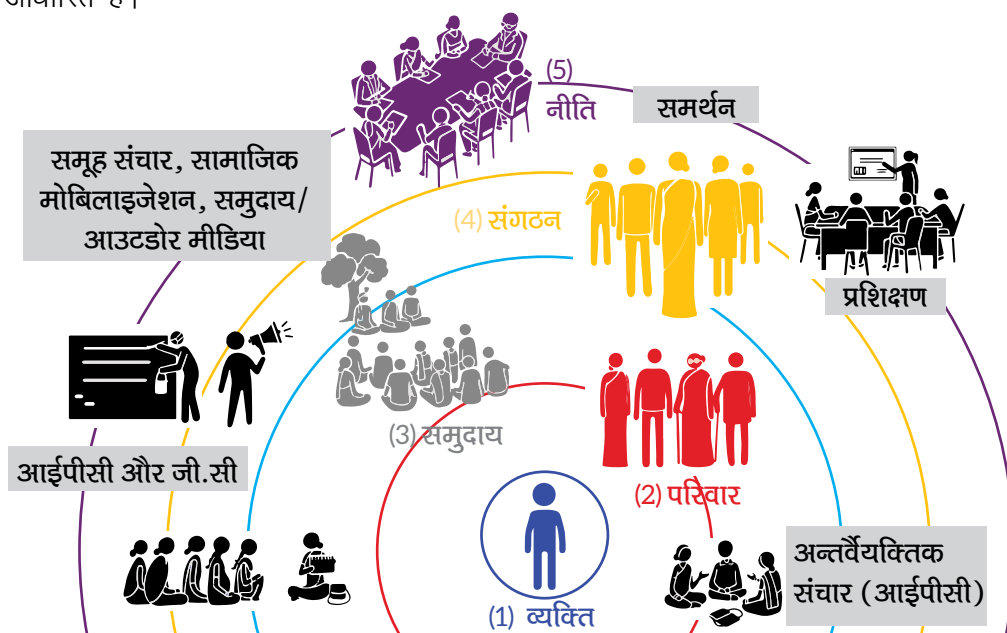 आधारित है।
(5)
नीति
समर्थन
समूह संचार, सामाजिक
मोबिलाइजेशन, समुदाय/
आउटडोर मीडिया
(4) संगठन
प्रशिक्षण
(3) समुदाय
आईपीसी और जी.सी
(2) परिवार
अन्तर्वैयक्तिक
संचार (आईपीसी)
(1) व्यक्ति